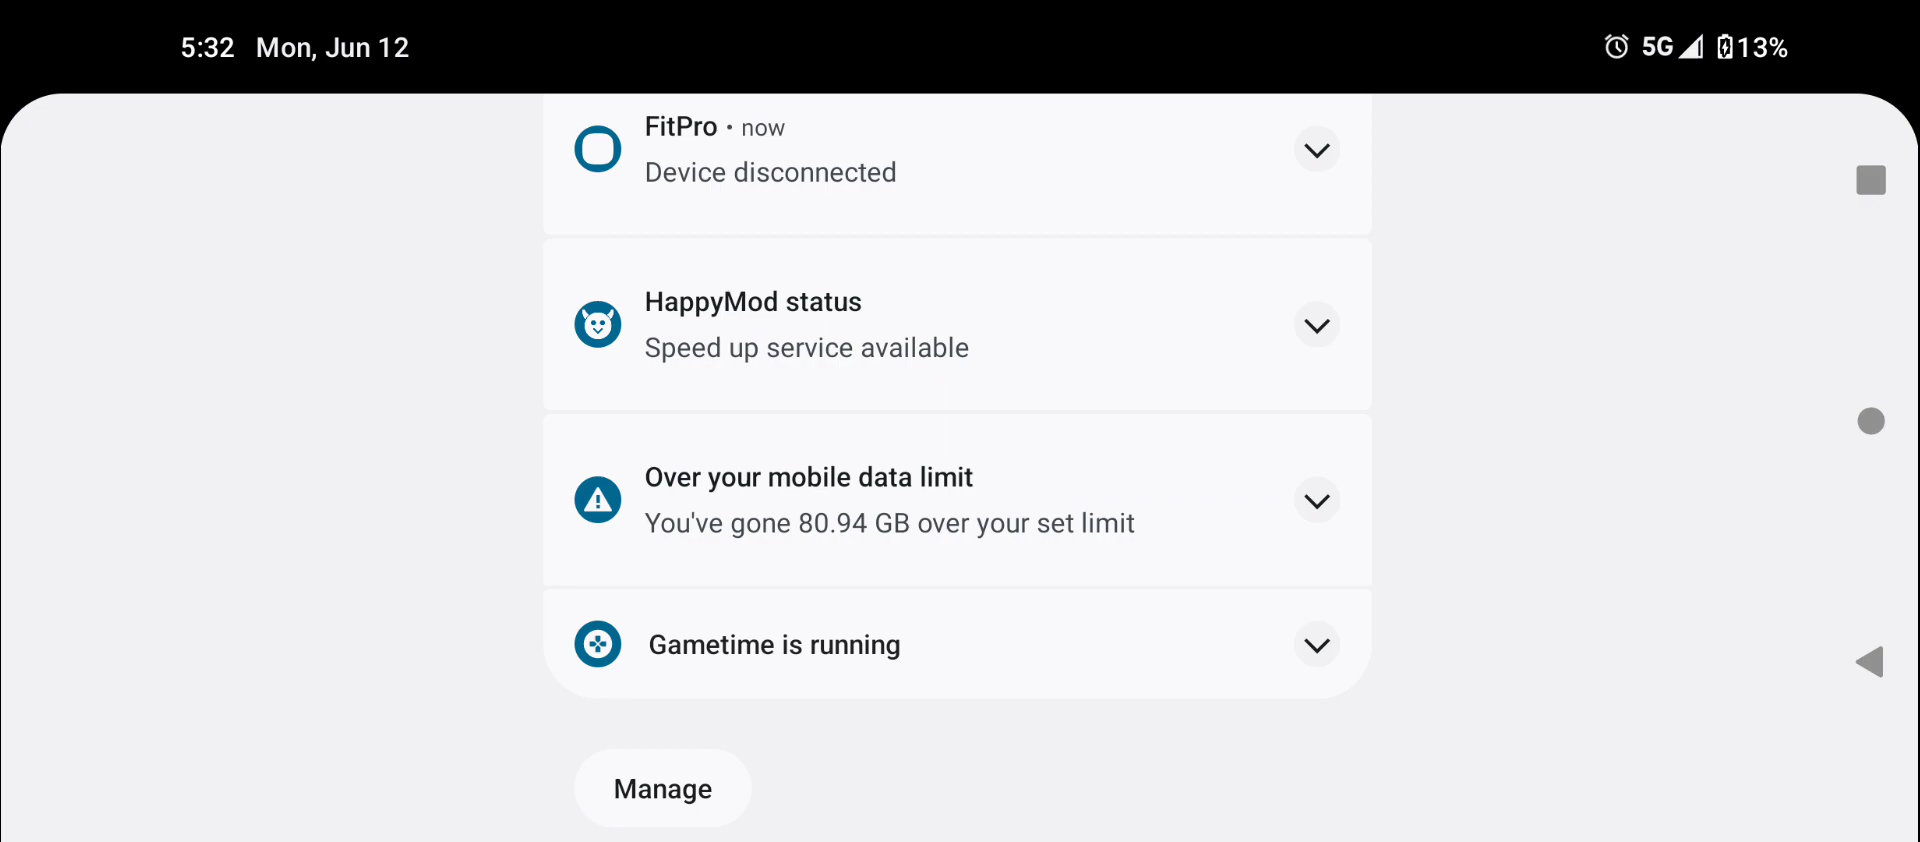 5:32 Mon, Jun 12
5G 13%
FitPro • now
Device disconnected
HappyMod status
Speed up service available
Over your mobile data limit
You've gone 80.94 GB over your set limit
Gametime is running
Manage